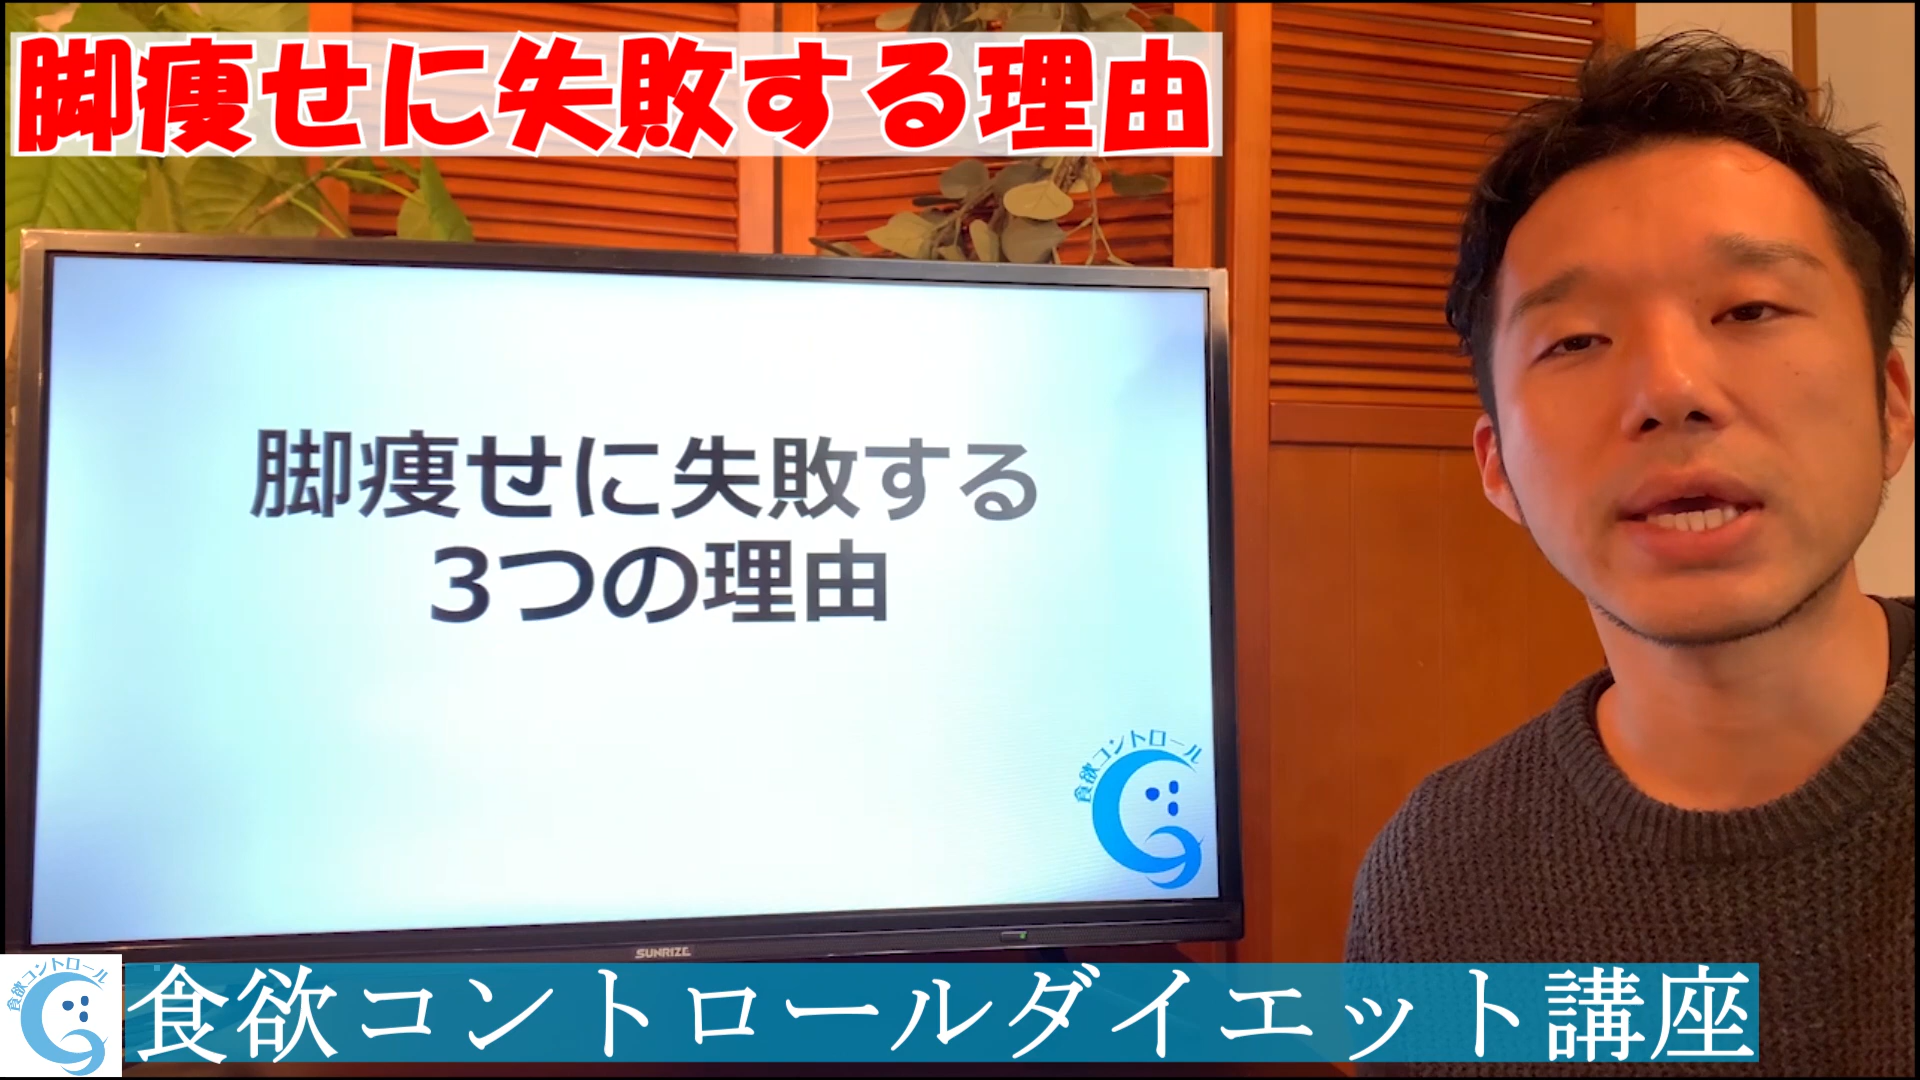 脚痩せに失敗する理由
脚痩せに失敗する
3つの理由
食欲コントロール
SUNRIZE
食欲コントロール
食欲コントロールダイエット講座